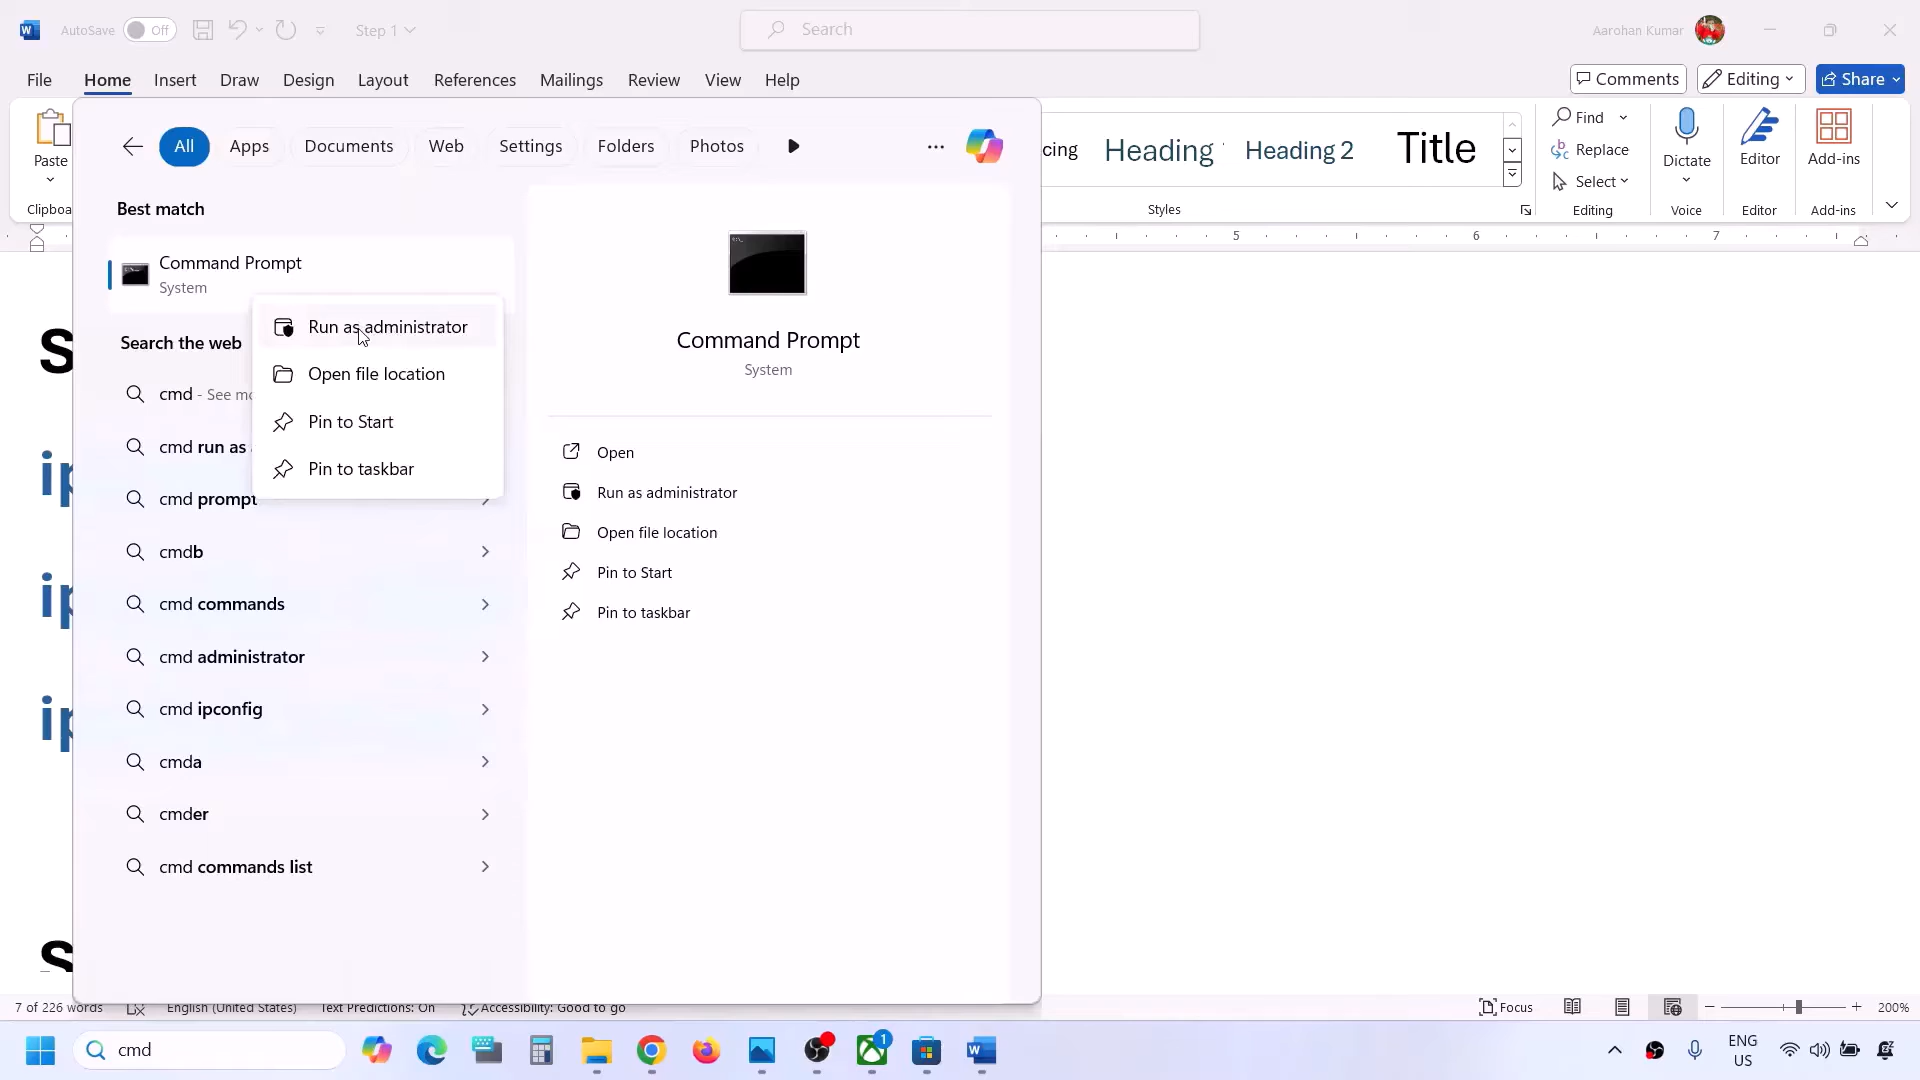 AutoSave Off Step 1 Search Aarohan Kumar
File Home Insert Draw Design Layout References Mailings Review View Help Comments Editing Share
Paste
Clipboa
cing Heading Heading 2 Title
Styles
Find
Replace
Select
Editing
Dictate
Voice
Editor
Editor
Add-ins
Add-ins
5 6 7
All Apps Documents Web Settings Folders Photos
Best match
Command Prompt
System
Run as administrator
Open file location
Pin to Start
Pin to taskbar
Search the web
cmd - See mo
cmd run as
cmd prompt
cmdb
cmd commands
cmd administrator
cmd ipconfig
cmda
cmder
cmd commands list
Command Prompt
System
Open
Run as administrator
Open file location
Pin to Start
Pin to taskbar
S
ip
ip
ip
S
7 of 226 words English (United States) Text Predictions: On Accessibility: Good to go Focus 200%
cmd 1 ENG
US